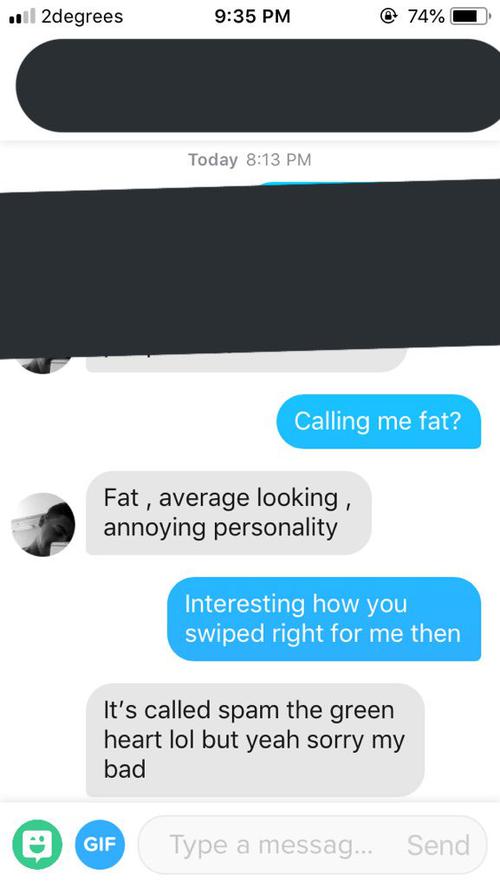 2degrees 9:35 PM 74%
Today 8:13 PM
Calling me fat?
Fat , average looking ,
annoying personality
Interesting how you
swiped right for me then
It's called spam the green
heart lol but yeah sorry my
bad
GIF Type a messag... Send